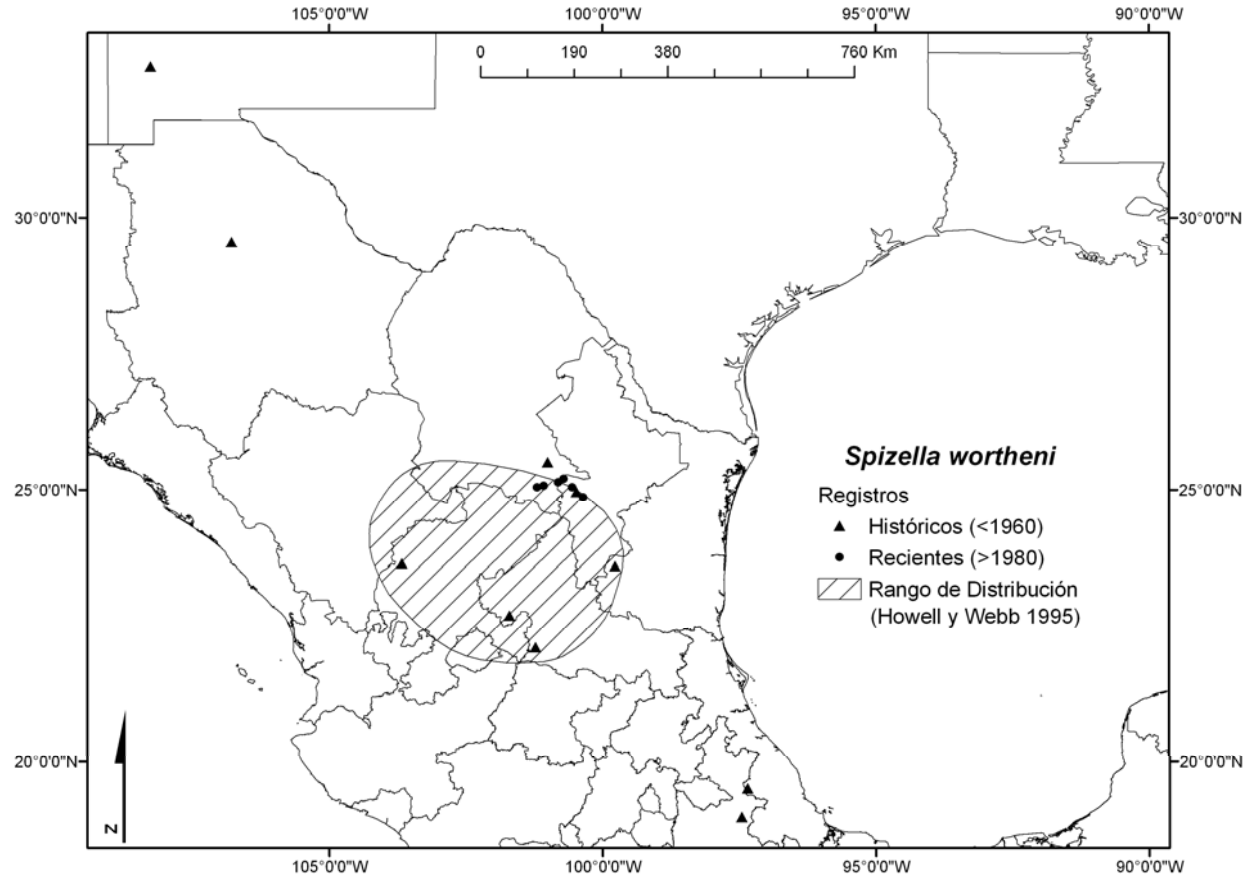 105°0'0"W 100°0'0"W 95°0'0"W 90°0'0"W
0 190 380 760 Km
30°0'0"N 30°0'0"N
25°0'0"N 25°0'0"N
20°0'0"N 20°0'0"N
Spizella wortheni
Registros
Históricos (<1960)
Recientes (>1980)
Rango de Distribución
(Howell y Webb 1995)
N
105°0'0"W 100°0'0"W 95°0'0"W 90°0'0"W